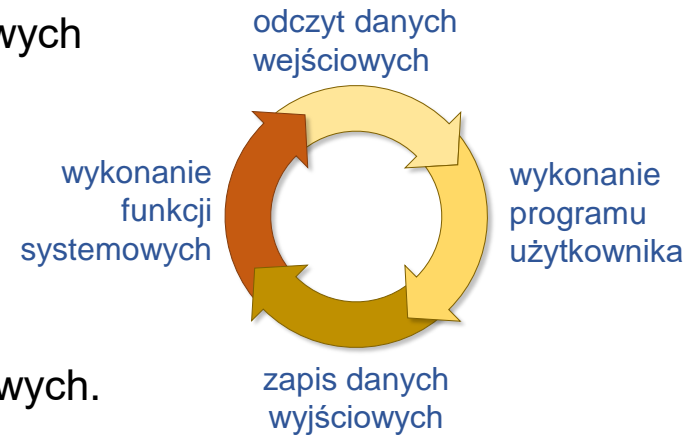 wych
odczyt danych
wejściowych
wykonanie
funkcji
systemowych
wykonanie
programu
użytkownika
zapis danych
wyjściowych
wych.